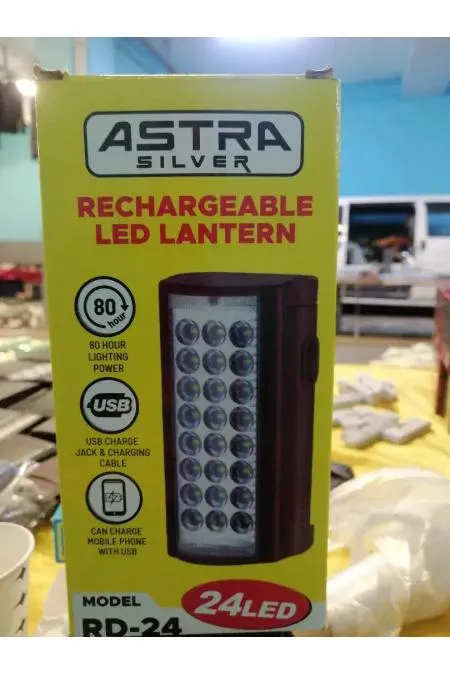 ASTRA
SILVER
RECHARGEABLE
LED LANTERN
80
hour
80 HOUR
LIGHTING
POWER
USB
USB CHARGE
JACK & CHARGING
CABLE
CAN CHARGE
MOBILE PHONE
WITH USB
MODEL
RD-24
24LED